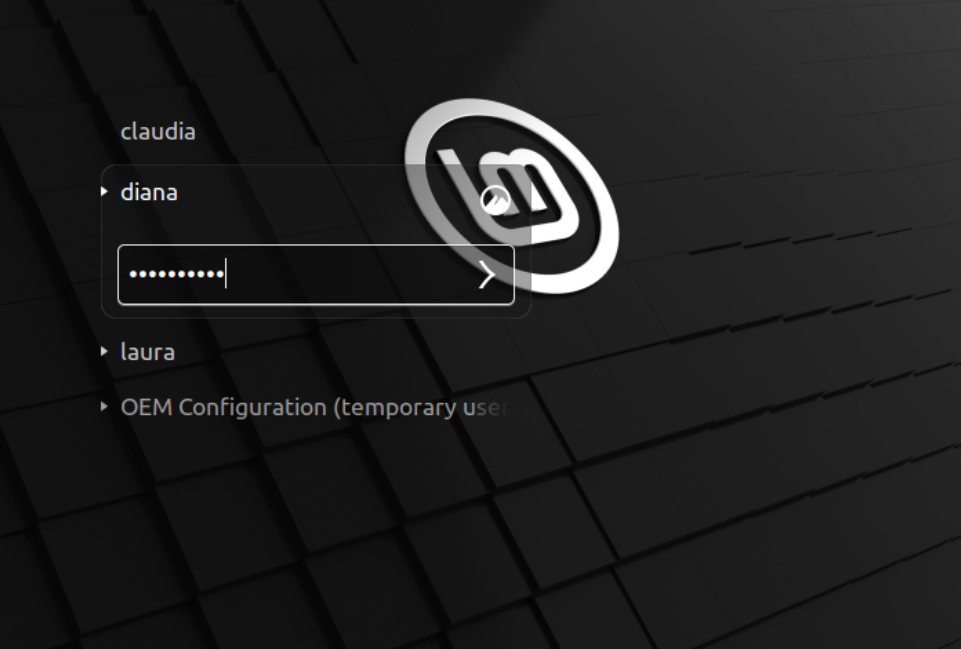 claudia
diana
••••••••••
laura
OEM Configuration (temporary user